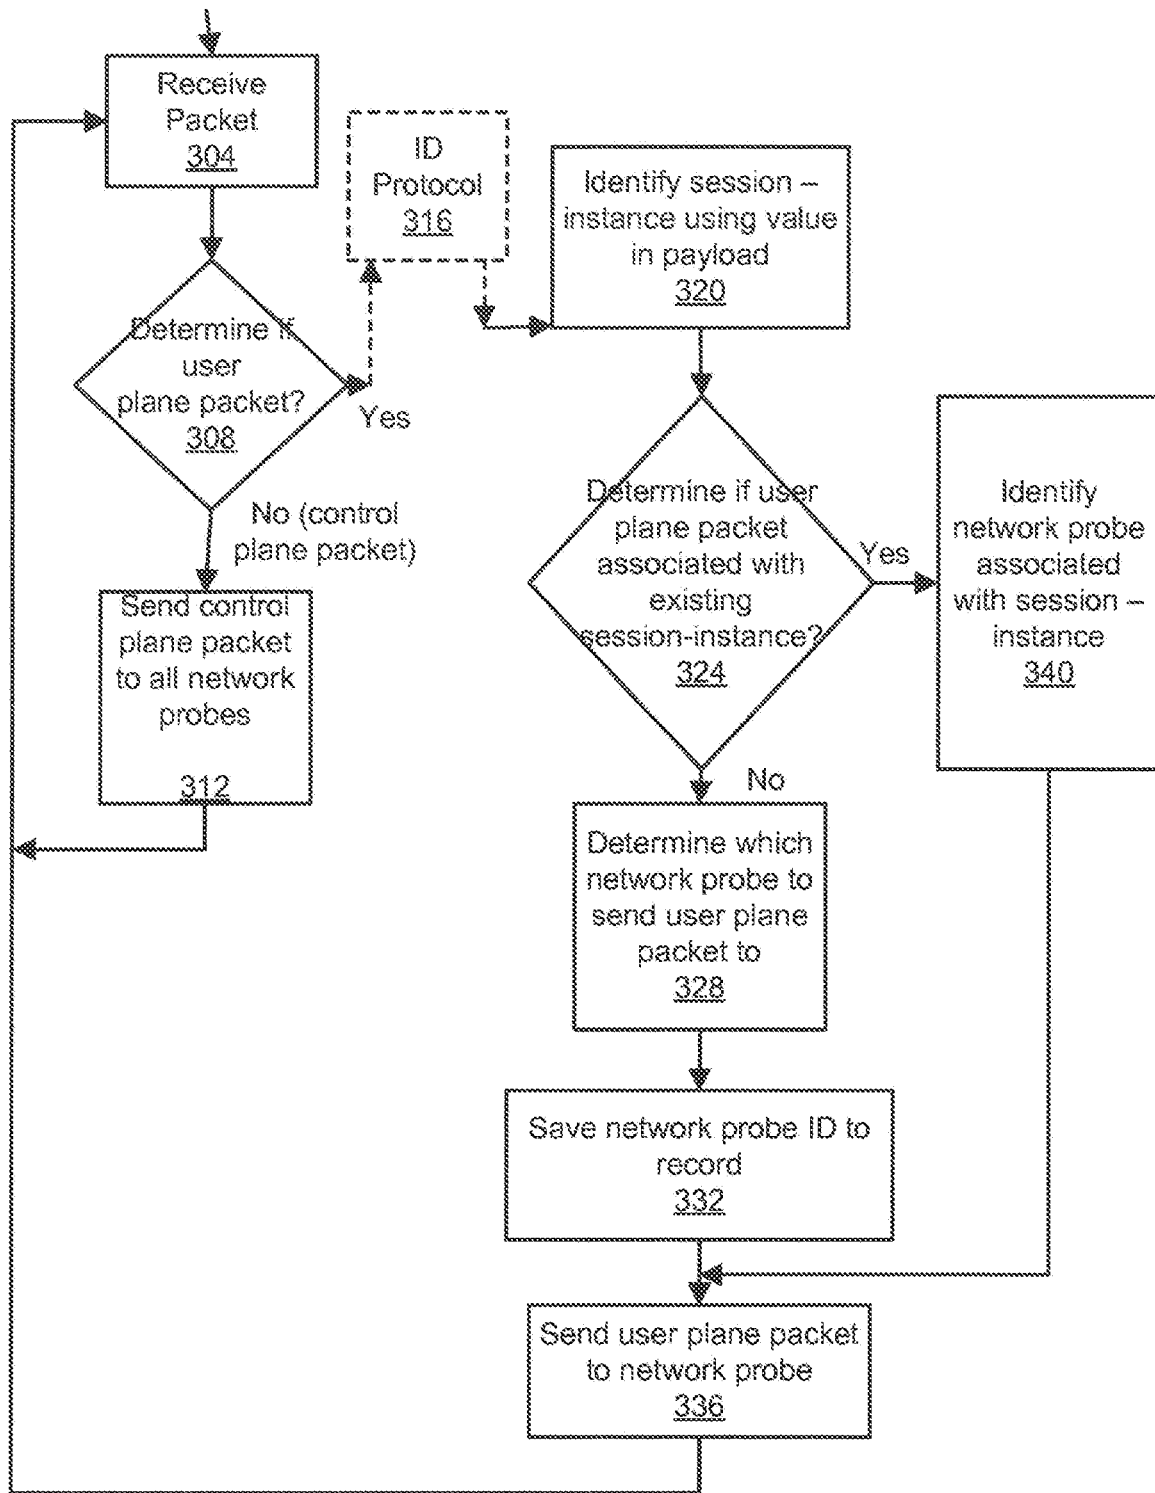 Receive
Packet
304
Determine if
user
plane packet?
308
Yes
No (control
plane packet)
Send control
plane packet
to all network
probes
312
ID
Protocol
316
Identify session –
instance using value
in payload
320
Determine if user
plane packet
associated with
existing
session-instance?
324
Yes
No
Identify
network probe
associated
with session –
instance
340
Determine which
network probe to
send user plane
packet to
328
Save network probe ID to
record
332
Send user plane packet
to network probe
336